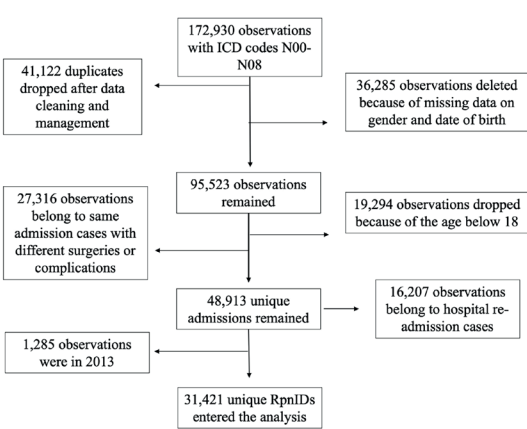 172,930 observations
with ICD codes N00-
N08
41,122 duplicates
dropped after data
cleaning and
management
36,285 observations deleted
because of missing data on
gender and date of birth
95,523 observations
remained
27,316 observations
belong to same
admission cases with
different surgeries or
complications
19,294 observations dropped
because of the age below 18
48,913 unique
admissions remained
16,207 observations
belong to hospital re-
admission cases
1,285 observations
were in 2013
31,421 unique RpnIDs
entered the analysis